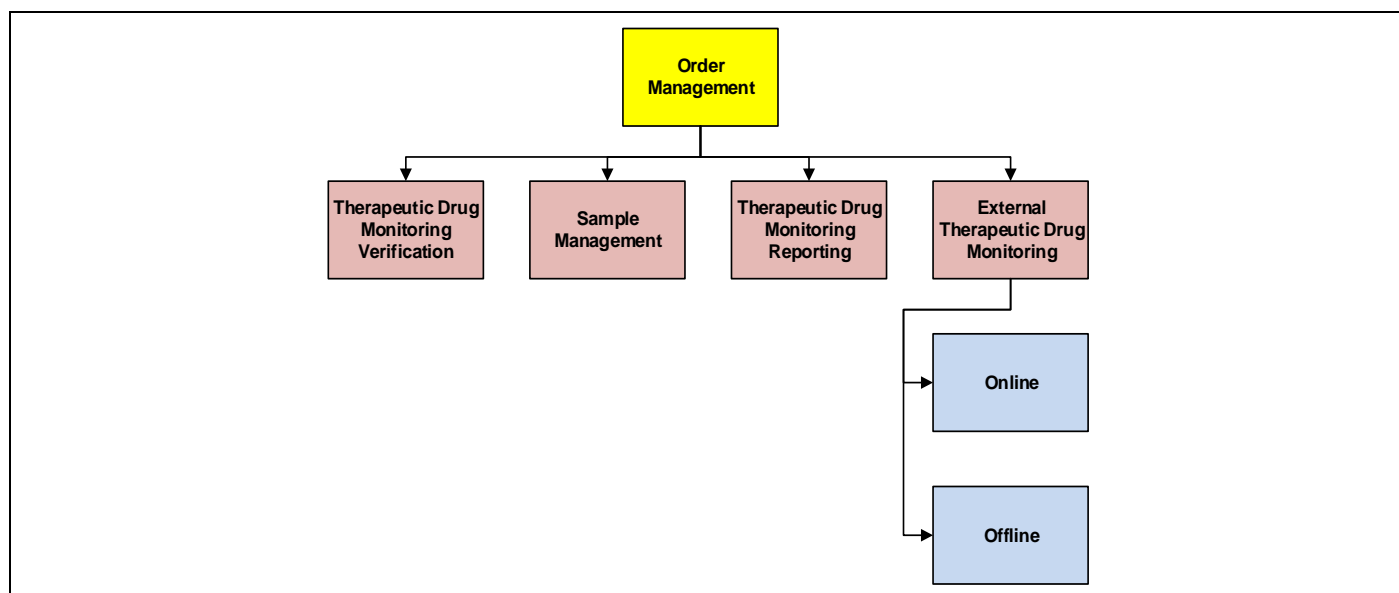 Order
Management
Therapeutic Drug
Monitoring
Verification
Sample
Management
Therapeutic Drug
Monitoring
Reporting
External
Therapeutic Drug
Monitoring
Online
Offline